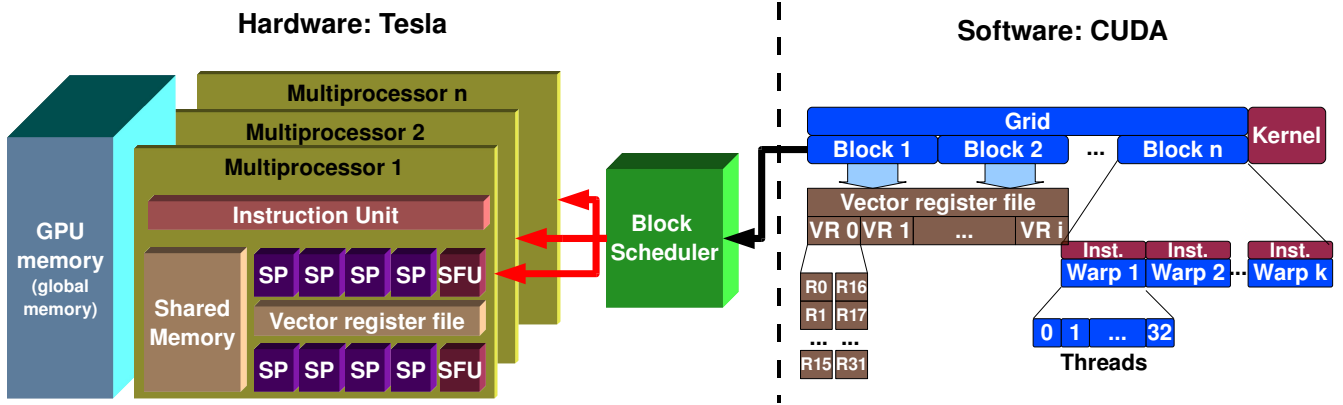 Hardware: Tesla
Multiprocessor n
Multiprocessor 2
Multiprocessor 1
Instruction Unit
GPU
memory
(global
memory)
Shared
Memory
SP SP SP SP SFU
Vector register file
SP SP SP SP SFU
Block
Scheduler
Software: CUDA
Grid
Kernel
Block 1 Block 2 ... Block n
Vector register file
VR 0 VR 1 ... VR i
Inst. Inst. Inst.
Warp 1 Warp 2 ... Warp k
R0 R16
R1 R17
... ...
R15 R31
0 1 ... 32
Threads